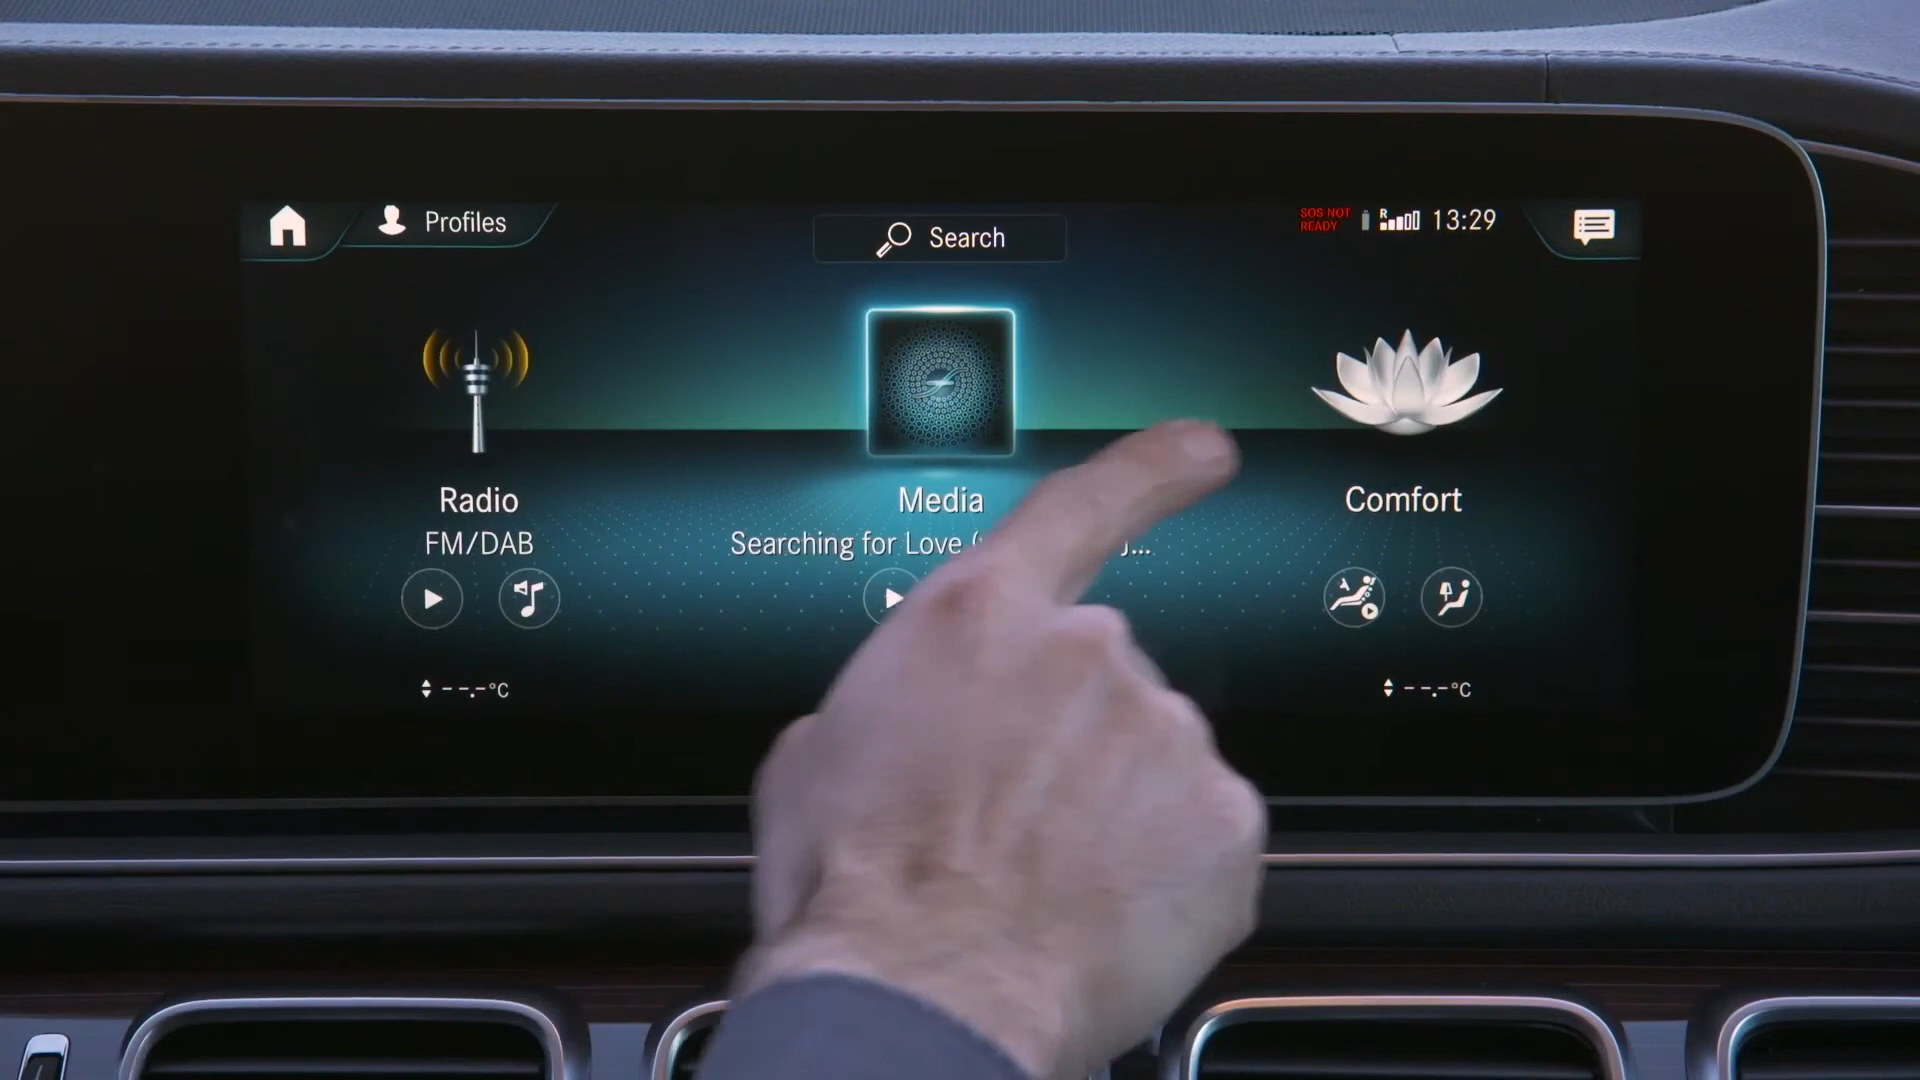 Profiles
Search
SOS NOT
READY
R
13:29
Radio
FM/DAB
Media
Searching for Love (
...
Comfort
--.-°C
--.-°C